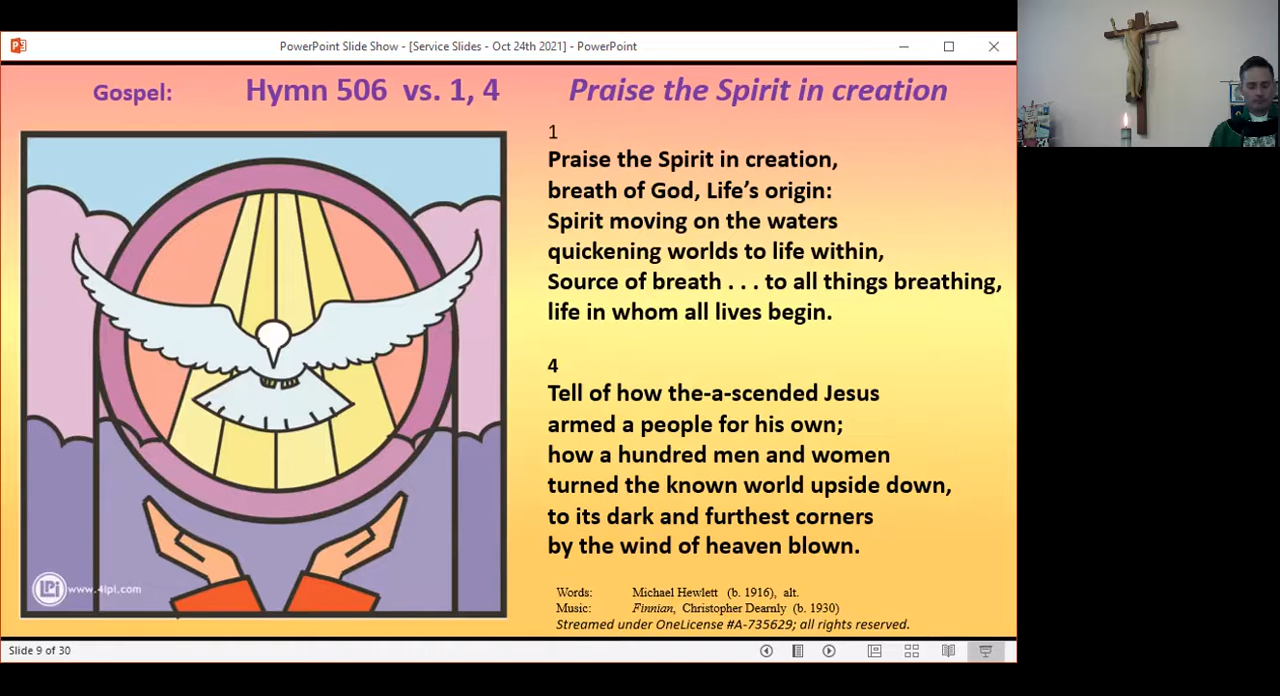 PowerPoint Slide Show - [Service Slides - Oct 24th 2021] - PowerPoint
Gospel: Hymn 506 vs. 1, 4 Praise the Spirit in creation
1
Praise the Spirit in creation,
breath of God, Life's origin:
Spirit moving on the waters
quickening worlds to life within,
Source of breath . . . to all things breathing,
life in whom all lives begin.
4
Tell of how the-a-scended Jesus
armed a people for his own;
how a hundred men and women
turned the known world upside down,
to its dark and furthest corners
by the wind of heaven blown.
LPi www.4lpi.com
Words: Michael Hewlett (b. 1916), alt.
Music: Finnian, Christopher Dearnly (b. 1930)
Streamed under OneLicense #A-735629; all rights reserved.
Slide 9 of 30